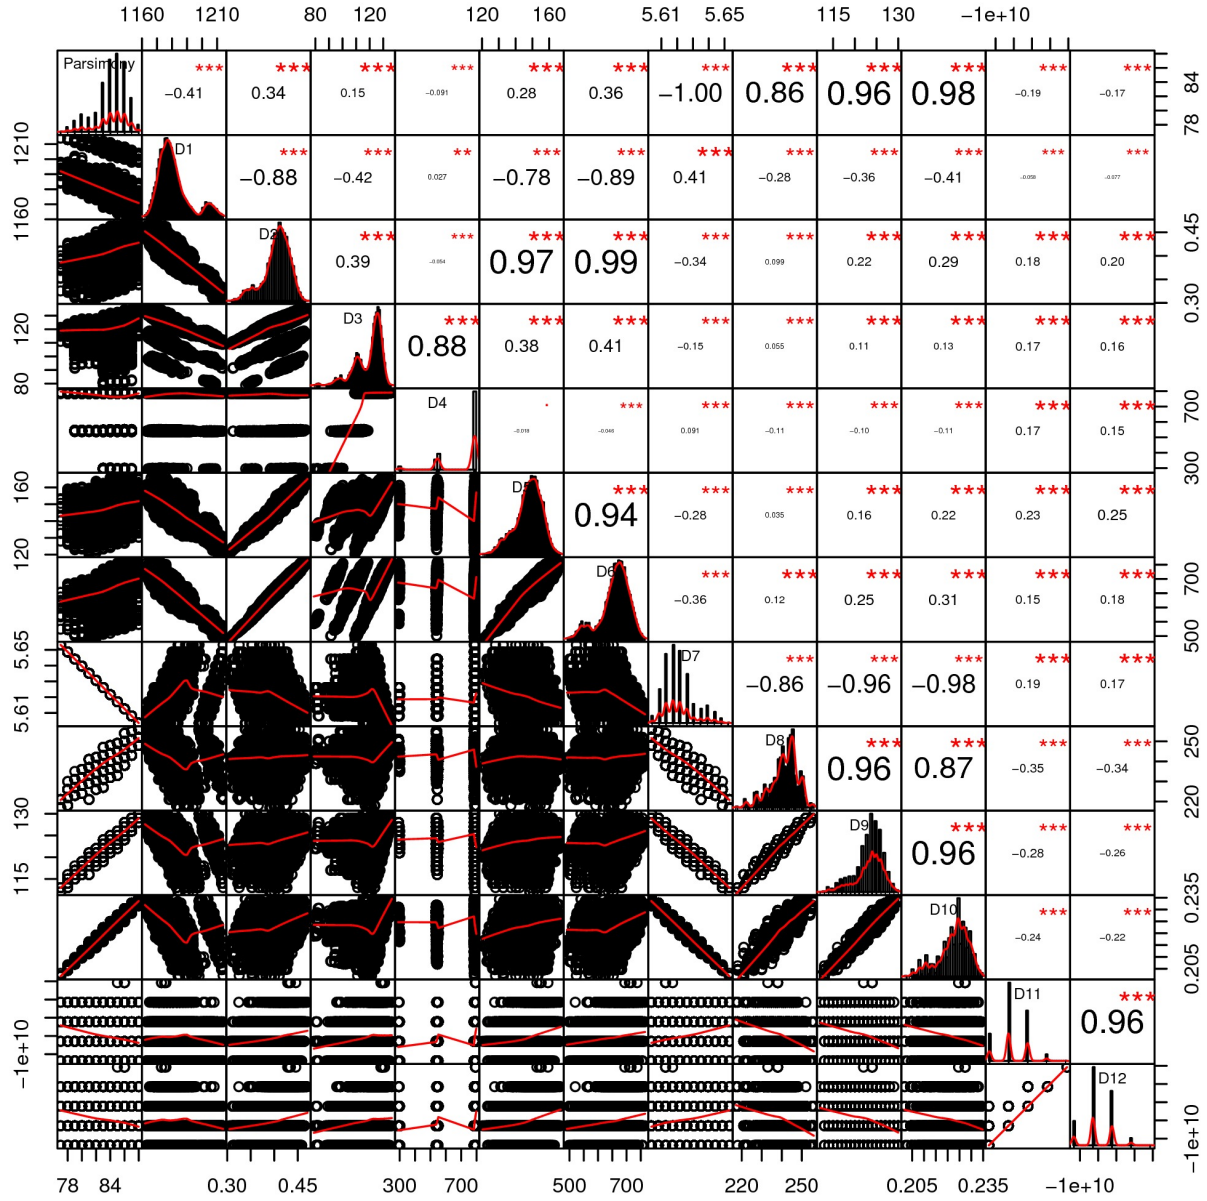 1160 1210 80 120 120 160 5.61 5.65 115 130 −1e+10
Parsimony *** −0.41 *** 0.34 *** 0.15 *** −0.091 *** 0.28 *** 0.36 *** −1.00 *** 0.86 *** 0.96 *** 0.98 *** −0.19 *** −0.17 78 84
1160 1210 D1 *** −0.88 *** −0.42 ** 0.027 *** −0.78 *** −0.89 *** 0.41 *** −0.28 *** −0.36 *** −0.41 *** −0.058 *** −0.077
D2 *** 0.39 *** −0.054 *** 0.97 *** 0.99 *** −0.34 *** 0.099 *** 0.22 *** 0.29 *** 0.18 *** 0.20 0.30 0.45
80 120 D3 *** 0.88 *** 0.38 *** 0.41 *** −0.15 *** 0.055 *** 0.11 *** 0.13 *** 0.17 *** 0.16
D4 . −0.018 *** −0.046 *** 0.091 *** −0.11 *** −0.10 *** −0.11 *** 0.17 *** 0.15 300 700
120 160 *** 0.94 *** −0.28 *** 0.035 *** 0.16 *** 0.22 *** 0.23 *** 0.25
D6 *** −0.36 *** 0.12 *** 0.25 *** 0.31 *** 0.15 *** 0.18 500 700
5.61 5.65 D7 *** −0.86 *** −0.96 *** −0.98 *** 0.19 *** 0.17
D8 *** 0.96 *** 0.87 *** −0.35 *** −0.34 220 250
115 130 D9 *** 0.96 *** −0.28 *** −0.26
D10 *** −0.24 *** −0.22 0.205 0.235
−1e+10 D11 *** 0.96
D12 −1e+10
78 84 0.30 0.45 300 700 500 700 220 250 0.205 0.235 −1e+10